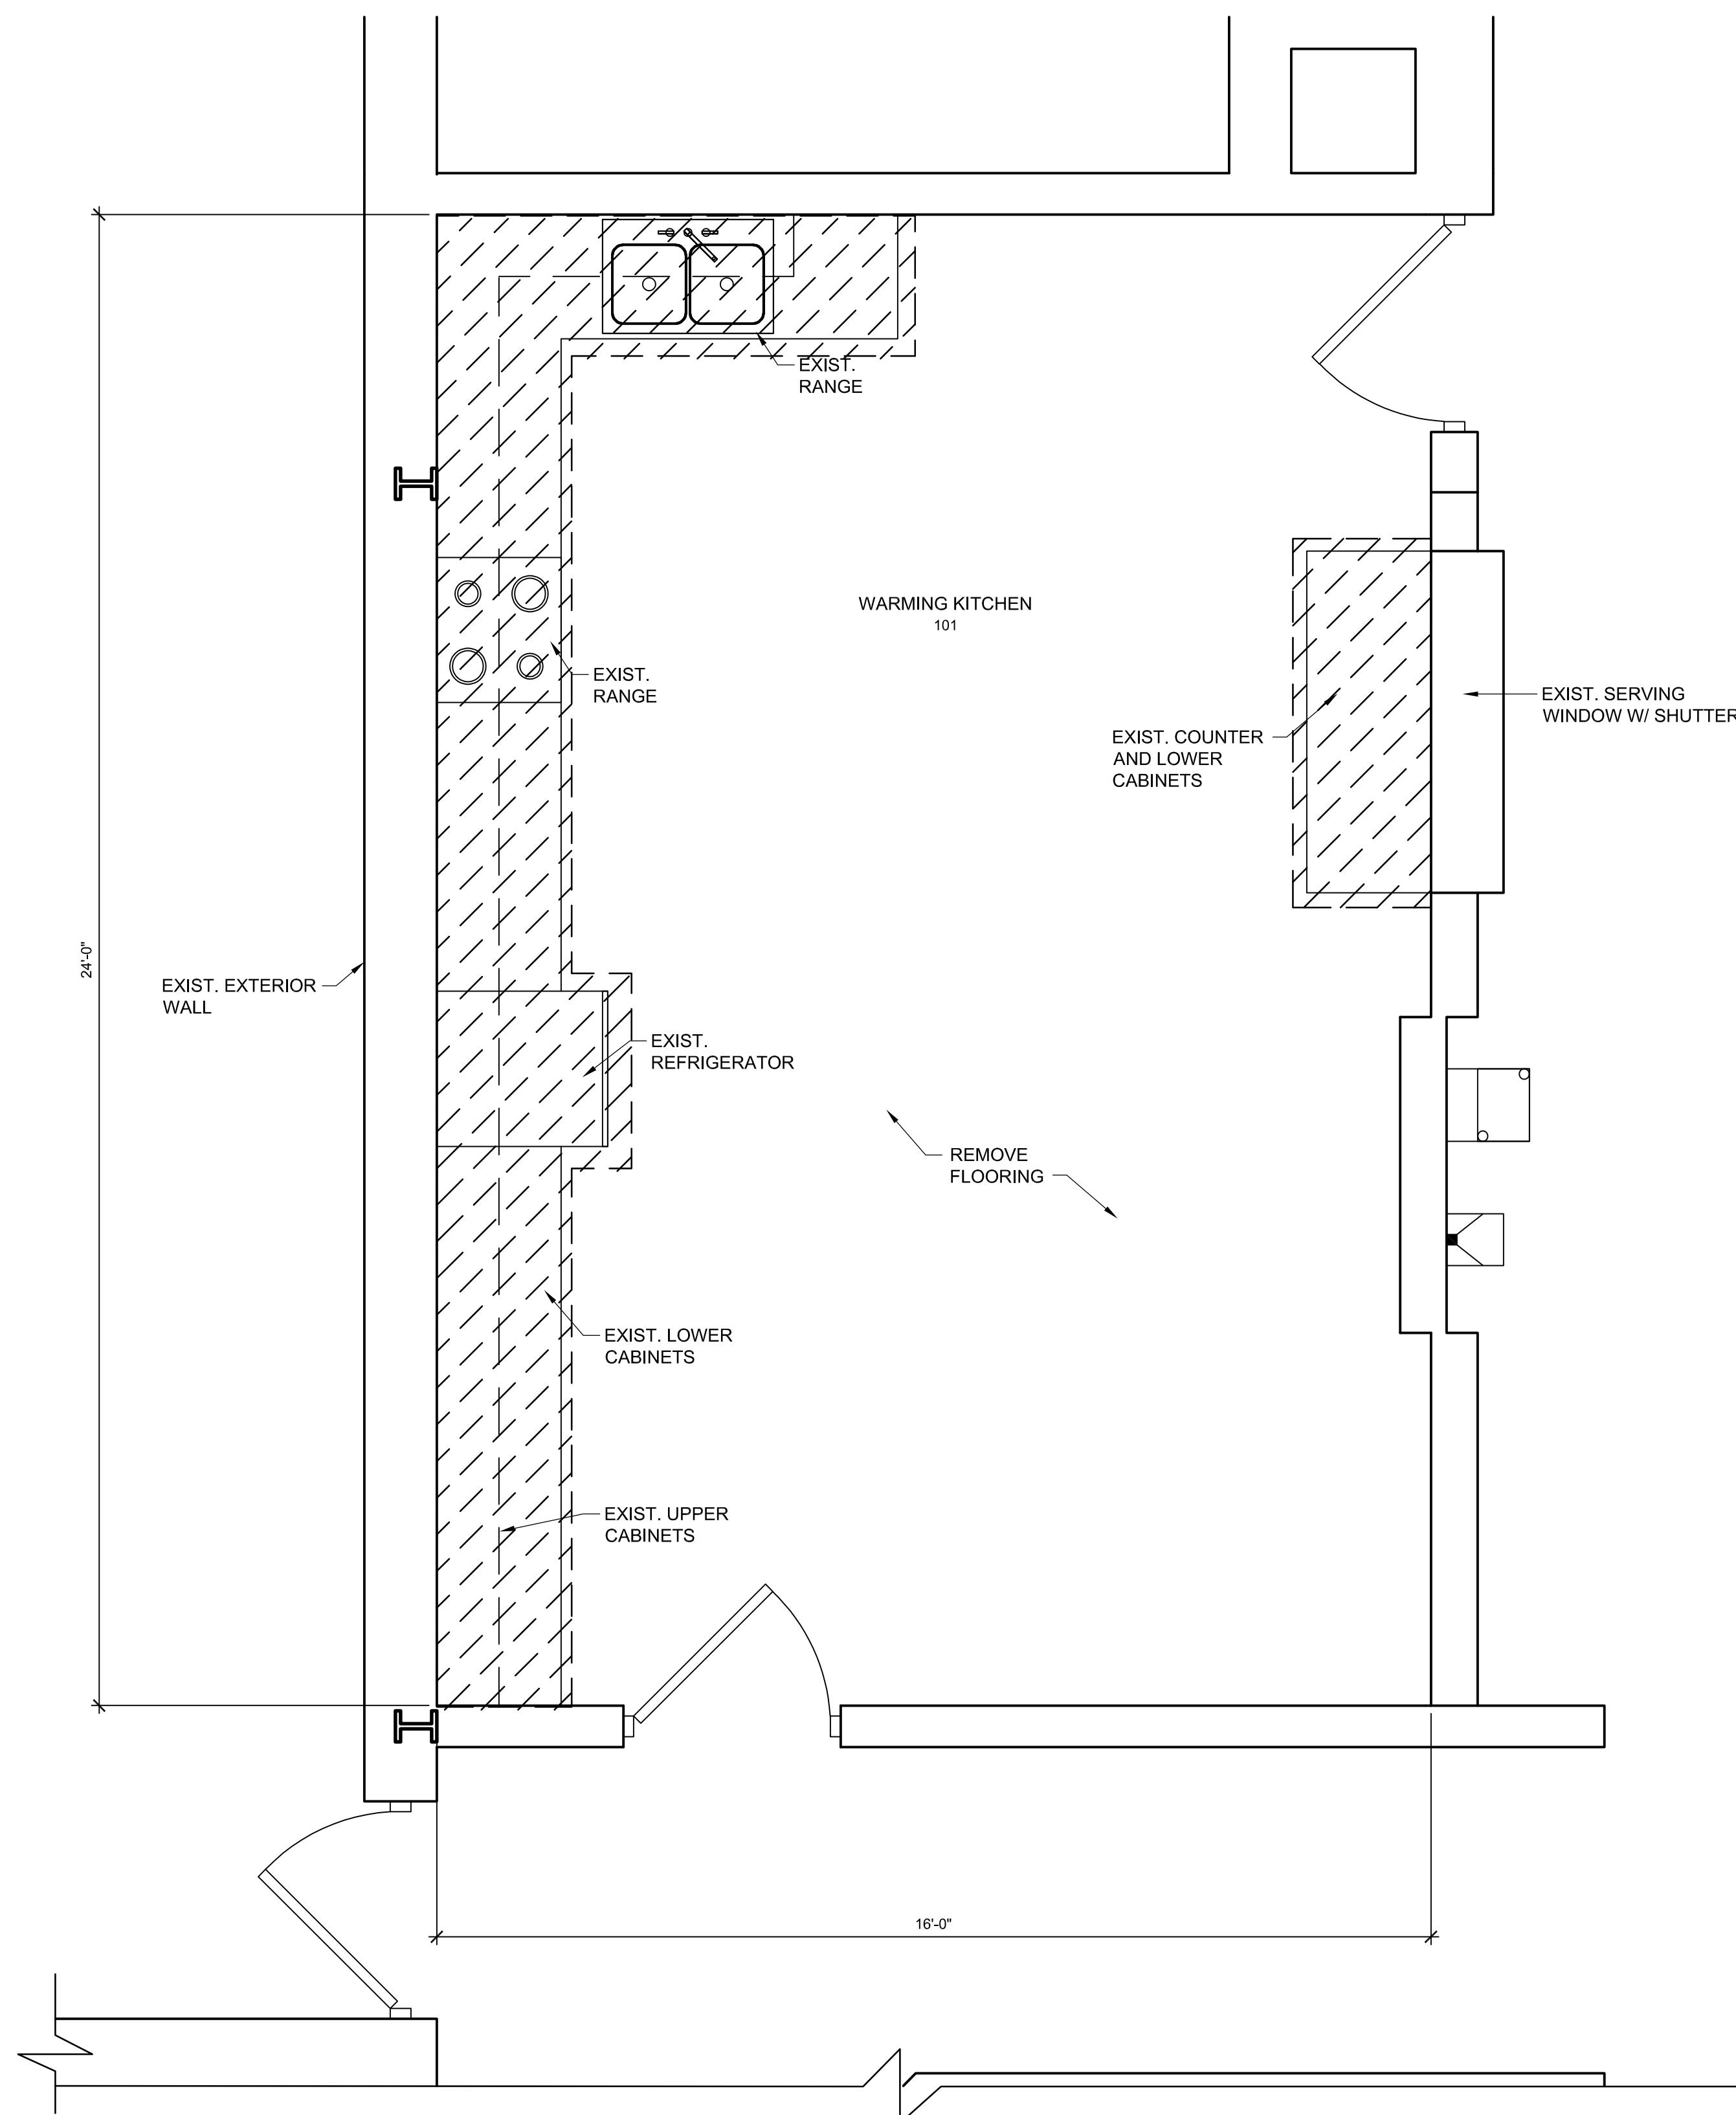 EXIST.
RANGE
WARMING KITCHEN
101
EXIST.
RANGE
EXIST. SERVING
WINDOW W/ SHUTTER
EXIST. COUNTER
AND LOWER
CABINETS
24'-0"
EXIST. EXTERIOR
WALL
EXIST.
REFRIGERATOR
REMOVE
FLOORING
EXIST. LOWER
CABINETS
EXIST. UPPER
CABINETS
16'-0"